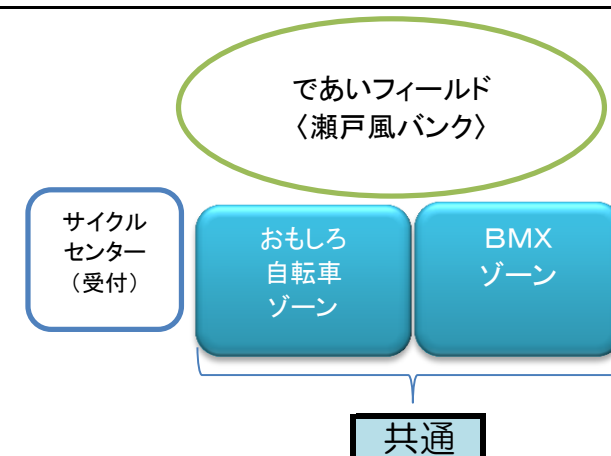 であいフィールド
〈瀬戸風バンク〉
サイクル
センター
（受付）
おもしろ
自転車
ゾーン
ＢＭＸ
ゾーン
共通